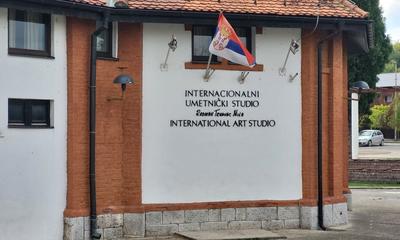 INTERNACIONALNI
UMETNIČKI STUDIO
INTERNATIONAL ART STUDIO